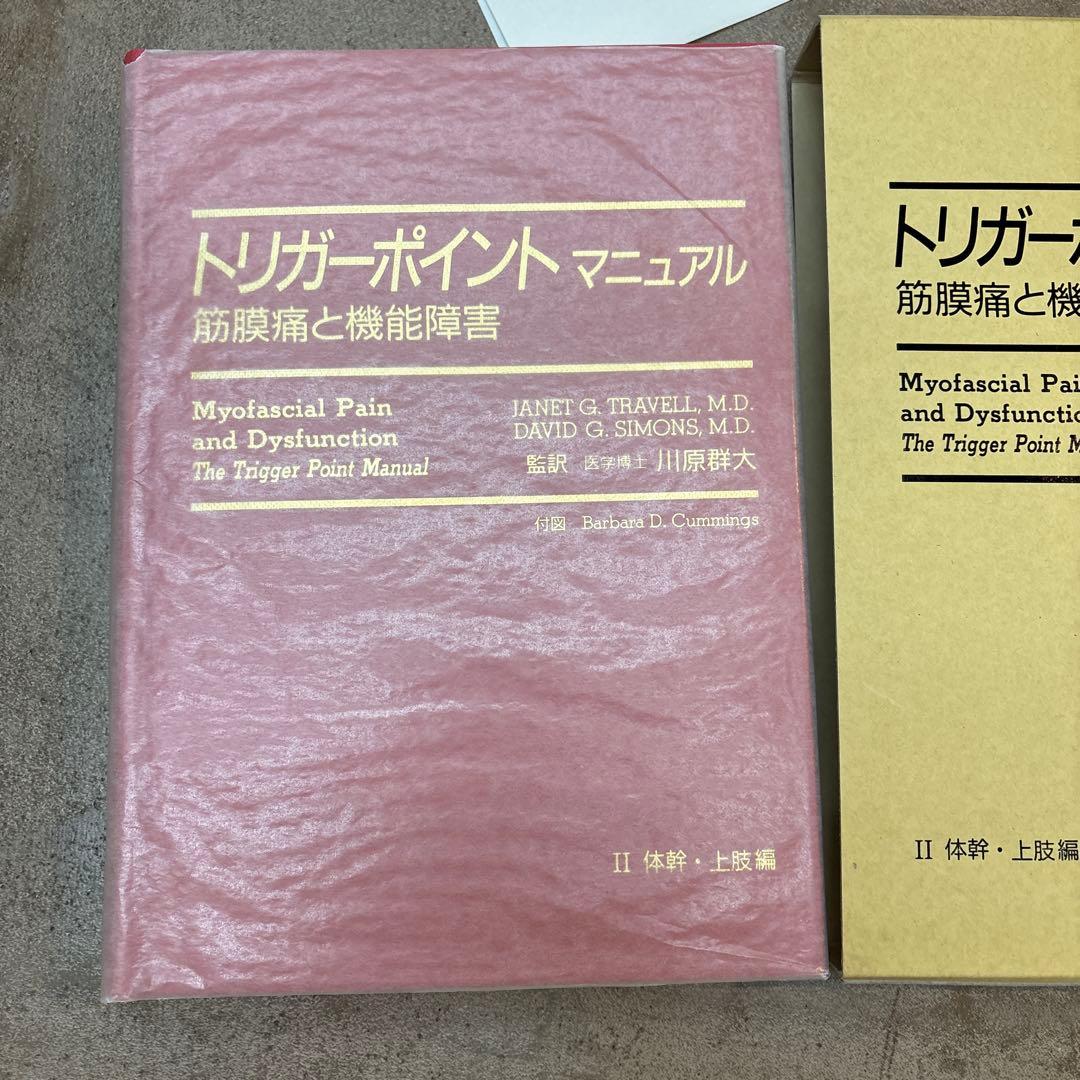 トリガーポイント マニュアル
筋膜痛と機能障害
Myofascial Pain
and Dysfunction
The Trigger Point Manual
JANET G. TRAVELL, M.D.
DAVID G. SIMONS, M.D.
監訳 医学博士 川原群大
付図 Barbara D. Cummings
II 体幹・上肢編
トリガーポ
筋膜痛と機
Myofascial Pai
and Dysfunctio
The Trigger Point M
II 体幹・上肢編